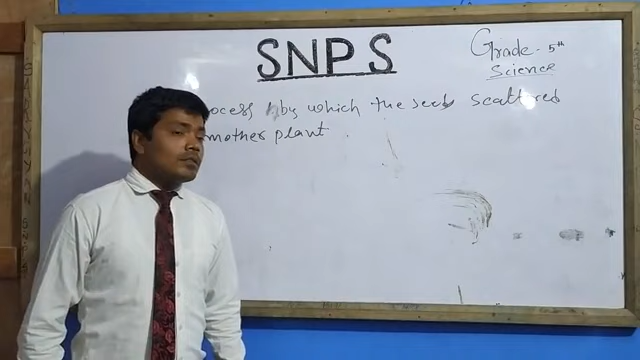 SNPS
Grade - 5th
Science
ocess by which the seeds scattered
mother plant .